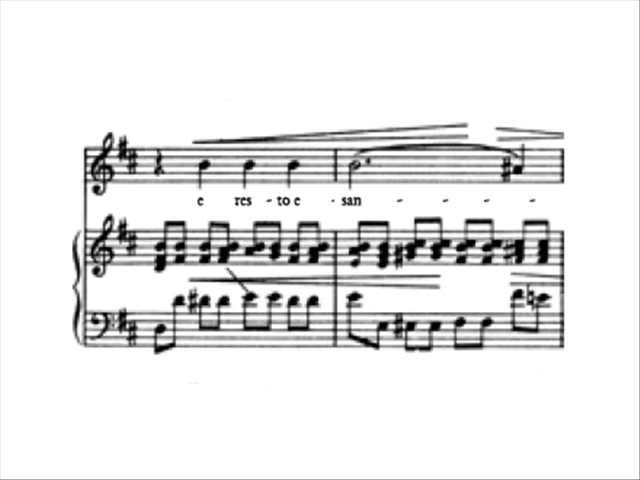 e res - to e - san - - - -